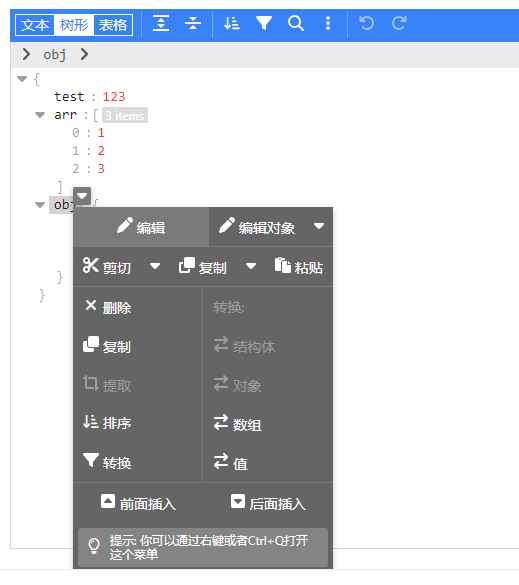 文本 树形 表格
obj
{
test : 123
arr : [ 3 items
0 : 1
1 : 2
2 : 3
]
obj {
编辑 编辑对象
剪切 复制 粘贴
删除 转换:
复制 结构体
提取 对象
排序 数组
转换 值
}
}
前面插入 后面插入
提示: 你可以通过右键或者Ctrl+Q打开
这个菜单